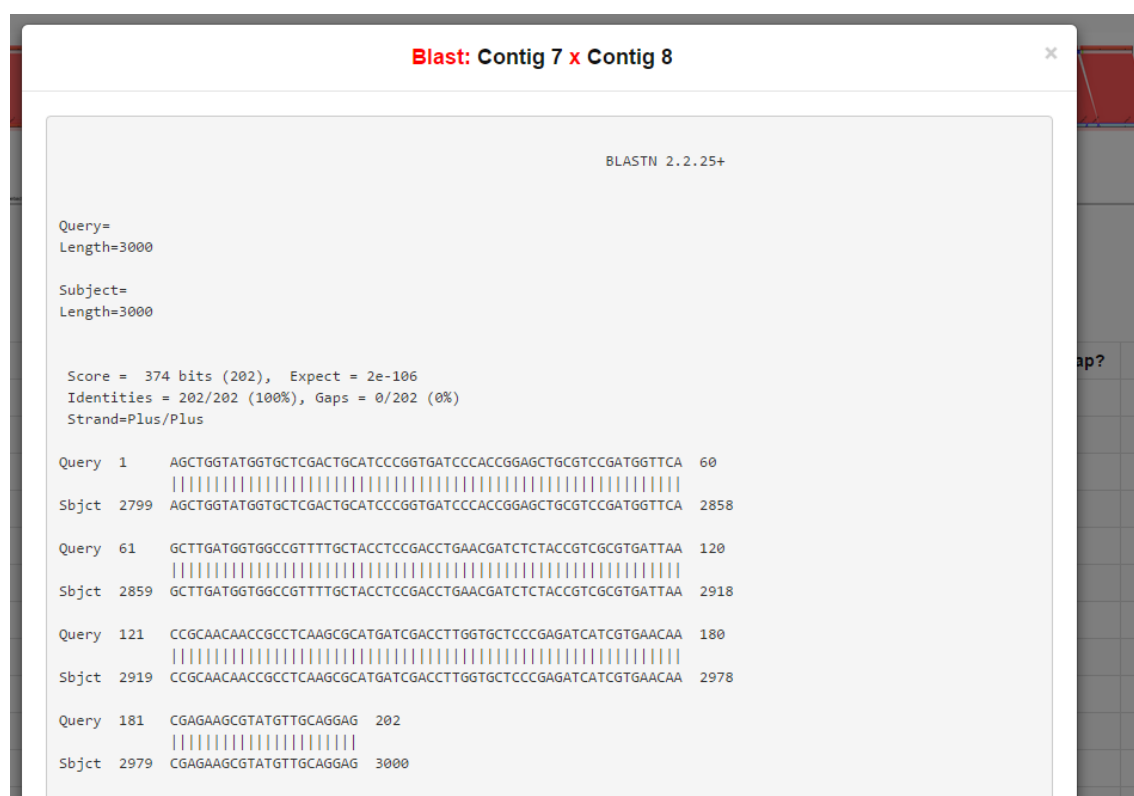 Blast: Contig 7 x Contig 8
×
BLASTN 2.2.25+
Query=
Length=3000
Subject=
Length=3000
Score = 374 bits (202), Expect = 2e-106
Identities = 202/202 (100%), Gaps = 0/202 (0%)
Strand=Plus/Plus
Query 1 AGCTGGTATGGTGCTCGACTGCATCCCGGTGATCCCACCGGAGCTGCGTCCGATGGTTCA 60
||||||||||||||||||||||||||||||||||||||||||||||||||||||||||||
Sbjct 2799 AGCTGGTATGGTGCTCGACTGCATCCCGGTGATCCCACCGGAGCTGCGTCCGATGGTTCA 2858
Query 61 GCTTGATGGTGGCCGTTTTGCTACCTCCGACCTGAACGATCTCTACCGTCGCGTGATTAA 120
||||||||||||||||||||||||||||||||||||||||||||||||||||||||||||
Sbjct 2859 GCTTGATGGTGGCCGTTTTGCTACCTCCGACCTGAACGATCTCTACCGTCGCGTGATTAA 2918
Query 121 CCGCAACAACCGCCTCAAGCGCATGATCGACCTTGGTGCTCCCGAGATCATCGTGAACAA 180
||||||||||||||||||||||||||||||||||||||||||||||||||||||||||||
Sbjct 2919 CCGCAACAACCGCCTCAAGCGCATGATCGACCTTGGTGCTCCCGAGATCATCGTGAACAA 2978
Query 181 CGAGAAGCGTATGTTGCAGGAG 202
||||||||||||||||||||||
Sbjct 2979 CGAGAAGCGTATGTTGCAGGAG 3000
ap?